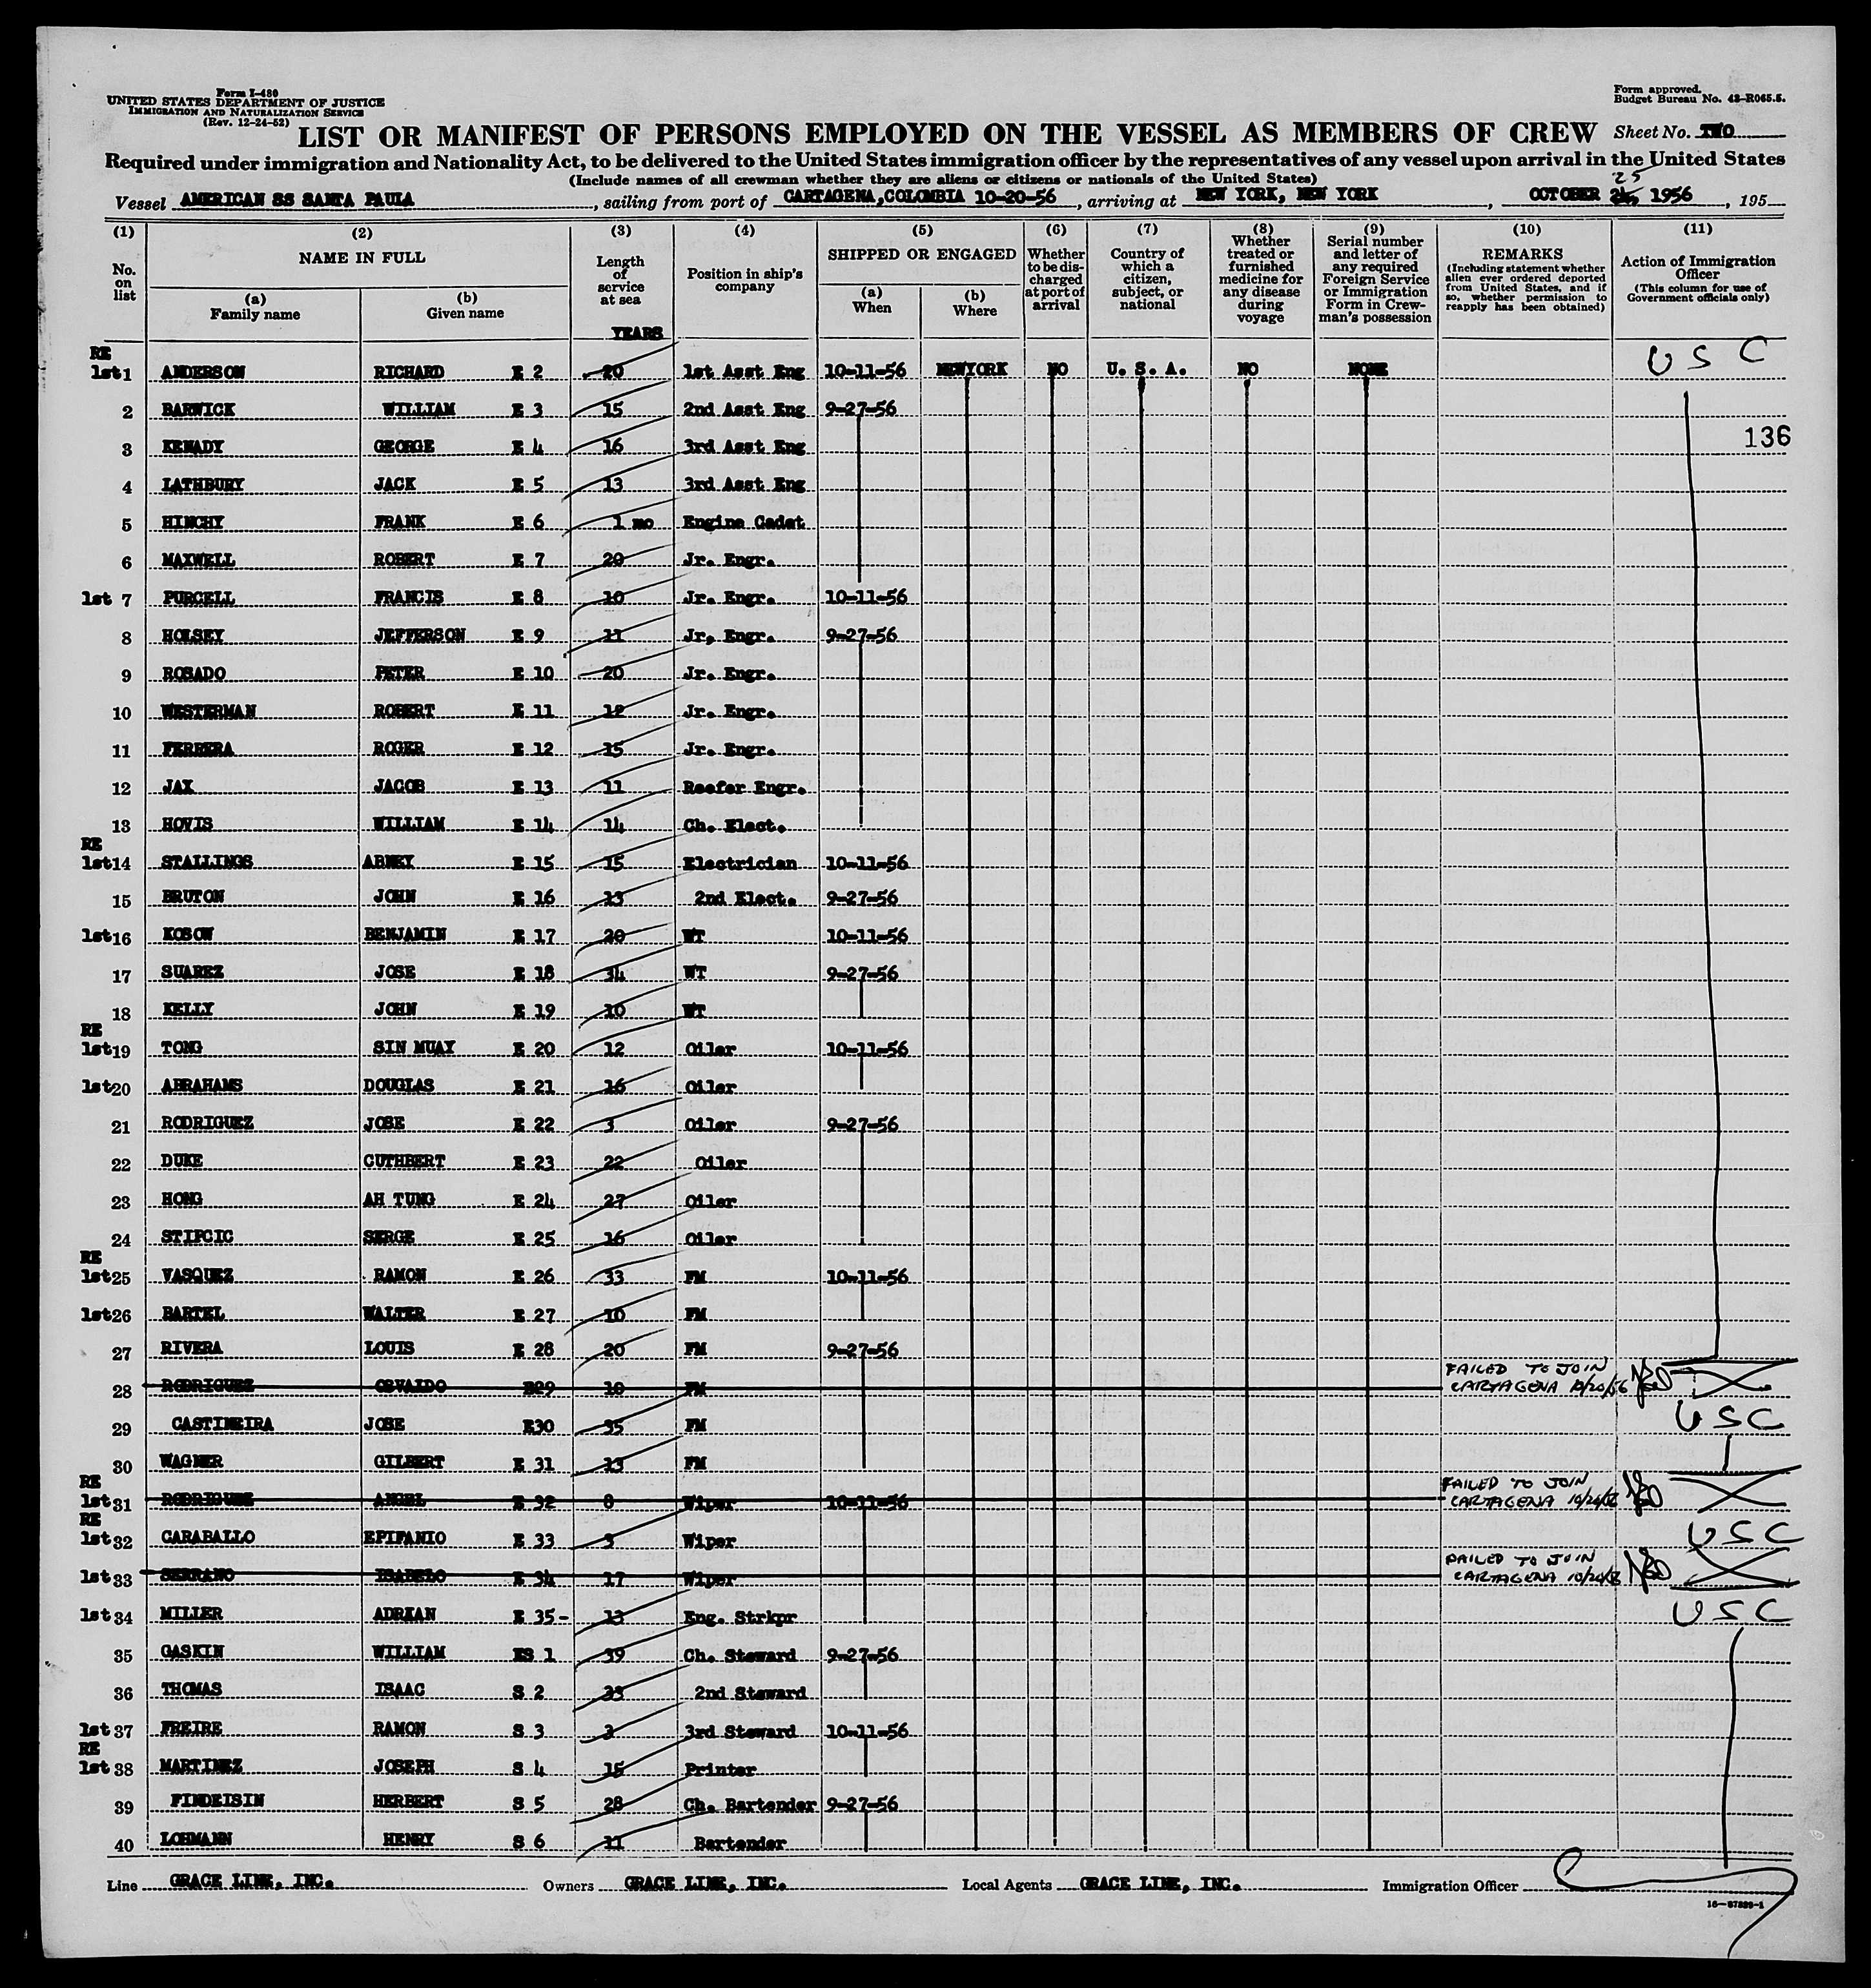 Form I-480
UNITED STATES DEPARTMENT OF JUSTICE
IMMIGRATION AND NATURALIZATION SERVICE
(Rev. 12-24-52)
Form approved.
Budget Bureau No. 43-R065.5.
LIST OR MANIFEST OF PERSONS EMPLOYED ON THE VESSEL AS MEMBERS OF CREW Sheet No. TWO
Required under immigration and Nationality Act, to be delivered to the United States immigration officer by the representatives of any vessel upon arrival in the United States
(Include names of all crewman whether they are aliens or citizens or nationals of the United States)
25
Vessel AMERICAN SS SANTA PAULA, sailing from port of CARTAGENA, COLOMBIA 10-20-56, arriving at NEW YORK, NEW YORK, OCTOBER 1956, 195
(1) (2) (3) (4) (5) (6) (7) (8) (9) (10) (11)
No. on list
NAME IN FULL
(a) Family name
(b) Given name
Length of service at sea
YEARS
Position in ship's company
SHIPPED OR ENGAGED
(a) When
(b) Where
Whether to be discharged at port of arrival
Country of which a citizen, subject, or national
Whether treated or furnished medicine for any disease during voyage
Serial number and letter of any required Foreign Service or Immigration Form in Crewman's possession
REMARKS
(Including statement whether alien ever ordered deported from United States, and if so, whether permission to reapply has been obtained)
Action of Immigration Officer
(This column for use of Government officials only)
RE
1st 1 ANDERSON RICHARD E 2 20 1st Asst Eng 10-11-56 NEWYORK NO U. S. A. NO NONE USC
2 BARWICK WILLIAM E 3 15 2nd Asst Eng 9-27-56
136
3 KENADY GEORGE E 4 16 3rd Asst Eng
4 LATHBURY JACK E 5 13 3rd Asst Eng
5 HINCHY FRANK E 6 1 mo Engine Cadet
6 MAXWELL ROBERT E 7 20 Jr. Engr.
1st 7 PURCELL FRANCIS E 8 10 Jr. Engr. 10-11-56
8 HOLSEY JEFFERSON E 9 11 Jr, Engr. 9-27-56
9 ROSADO PETER E 10 20 Jr. Engr.
10 WESTERMAN ROBERT E 11 12 Jr. Engr.
11 FERRERA ROGER E 12 15 Jr. Engr.
12 JAX JACOB E 13 11 Reefer Engr.
13 HOVIS WILLIAM E 14 14 Ch. Elect.
RE
1st 14 STALLINGS ABNEY E 15 15 Electrician 10-11-56
15 BRUTON JOHN E 16 13 2nd Elect. 9-27-56
1st 16 KOSOW BENJAMIN E 17 20 WT 10-11-56
17 SUAREZ JOSE E 18 34 WT 9-27-56
18 KELLY JOHN E 19 10 WT
RE
1st 19 TONG SIN MUAY E 20 12 Oiler 10-11-56
1st 20 ABRAHAMS DOUGLAS E 21 16 Oiler
21 RODRIGUEZ JOSE E 22 3 Oiler 9-27-56
22 DUKE CUTHBERT E 23 22 Oiler
23 HONG AH TUNG E 24 27 Oiler
24 STIPCIC SERGE E 25 16 Oiler
RE
1st 25 VASQUEZ RAMON E 26 33 FM 10-11-56
1st 26 BARTEL WALTER E 27 10 FM
27 RIVERA LOUIS E 28 20 FM 9-27-56
28 RODRIGUEZ OSVALDO E29 10 FM FAILED TO JOIN CARTAGENA 10/20/56
29 CASTINEIRA JOSE E30 35 FM USC
30 WAGNER GILBERT E 31 13 FM
RE
1st 31 RODRIGUEZ ANGEL E 32 8 Wiper 10-11-56 FAILED TO JOIN CARTAGENA 10/20/56
RE
1st 32 CARABALLO EPIFANIO E 33 3 Wiper USC
1st 33 SERRANO ISABELO E 34 17 Wiper FAILED TO JOIN CARTAGENA 10/20/56
1st 34 MILLER ADRIAN E 35- 13 Eng. Strkpr USC
35 GASKIN WILLIAM ES 1 39 Ch. Steward 9-27-56
36 THOMAS ISAAC S 2 33 2nd Steward
1st 37 FREIRE RAMON S 3 3 3rd Steward 10-11-56
RE
1st 38 MARTINEZ JOSEPH S 4 15 Printer
39 FINDEISIN HERBERT S 5 28 Ch. Bartender 9-27-56
40 LOHMANN HENRY S 6 11 Bartender
Line GRACE LINE, INC. Owners GRACE LINE, INC. Local Agents GRACE LINE, INC. Immigration Officer